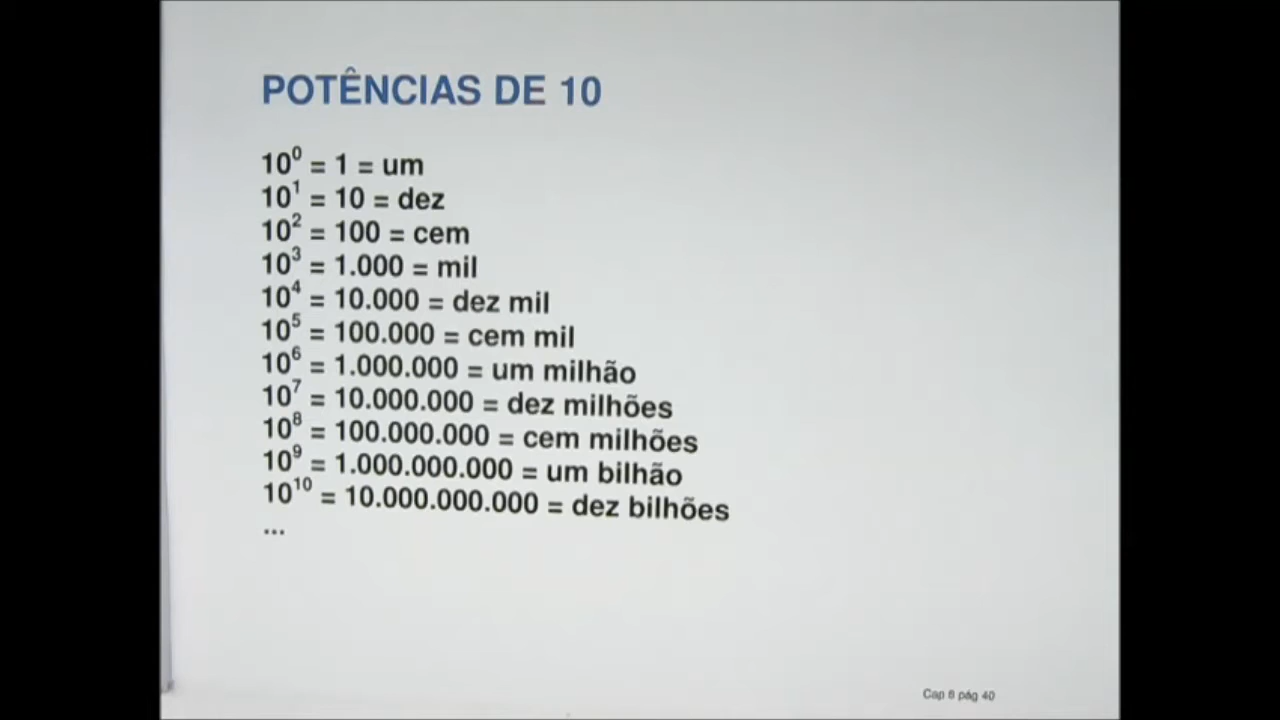 POTÊNCIAS DE 10
10⁰ = 1 = um
10¹ = 10 = dez
10² = 100 = cem
10³ = 1.000 = mil
10⁴ = 10.000 = dez mil
10⁵ = 100.000 = cem mil
10⁶ = 1.000.000 = um milhão
10⁷ = 10.000.000 = dez milhões
10⁸ = 100.000.000 = cem milhões
10⁹ = 1.000.000.000 = um bilhão
10¹⁰ = 10.000.000.000 = dez bilhões
...
Cap 6 pág 40